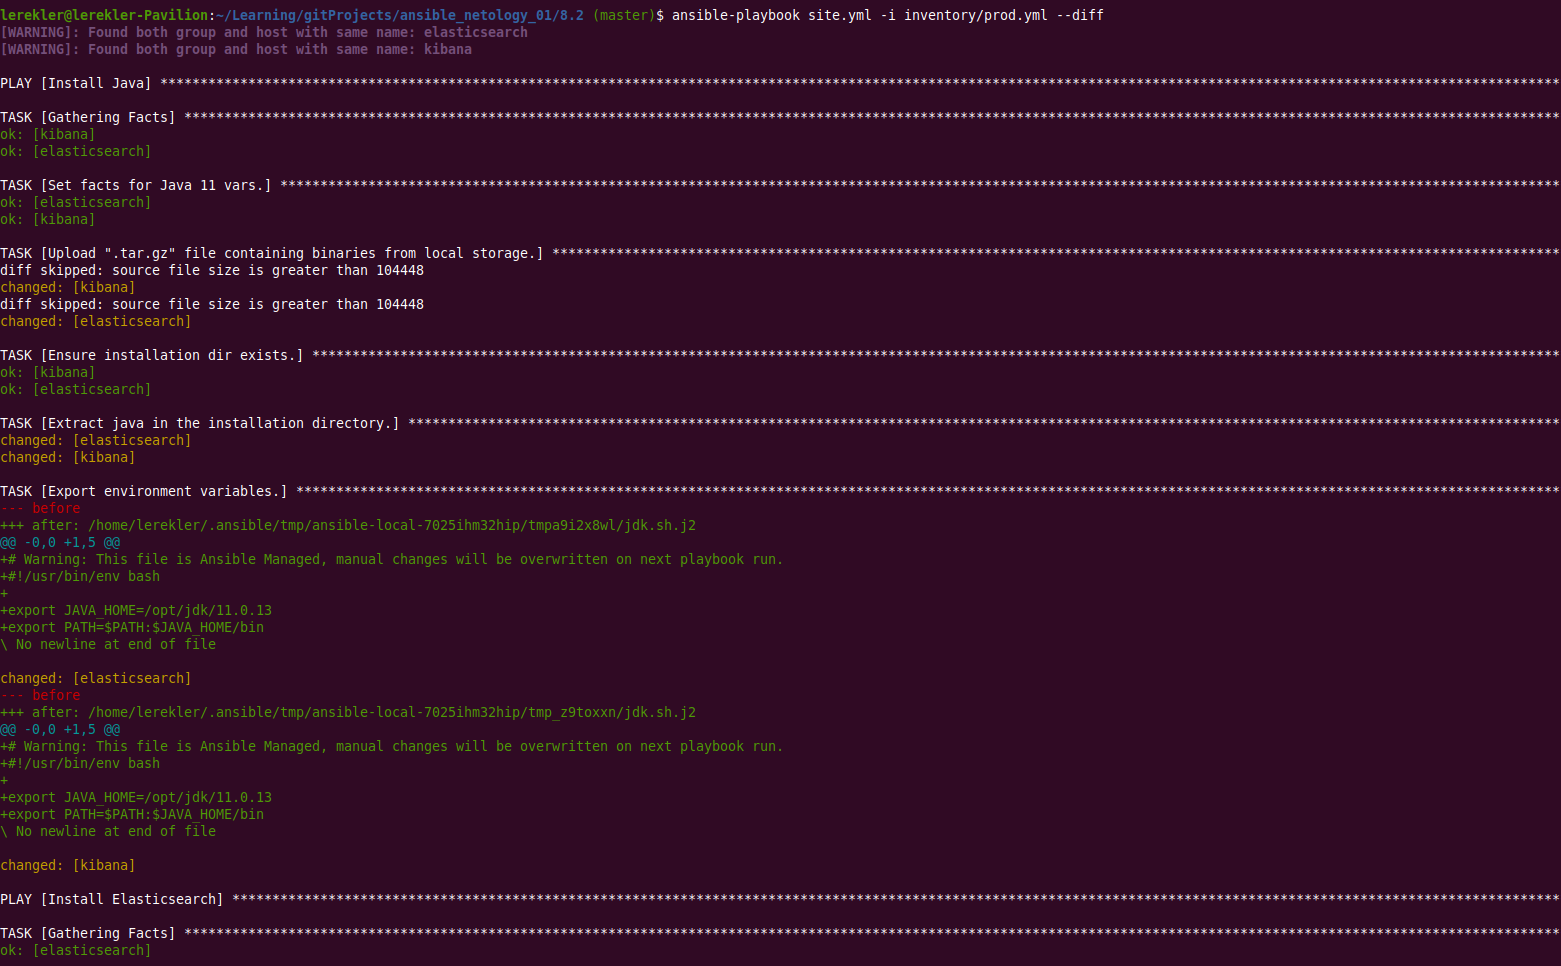 lerekler@lerekler-Pavilion:~/Learning/gitProjects/ansible_netology_01/8.2 (master)$ ansible-playbook site.yml -i inventory/prod.yml --diff
[WARNING]: Found both group and host with same name: elasticsearch
[WARNING]: Found both group and host with same name: kibana
PLAY [Install Java] ****************************************************************************************************************************************************************
TASK [Gathering Facts] *************************************************************************************************************************************************************
ok: [kibana]
ok: [elasticsearch]
TASK [Set facts for Java 11 vars.] *************************************************************************************************************************************************
ok: [elasticsearch]
ok: [kibana]
TASK [Upload ".tar.gz" file containing binaries from local storage.] ***************************************************************************************************************
diff skipped: source file size is greater than 104448
changed: [kibana]
diff skipped: source file size is greater than 104448
changed: [elasticsearch]
TASK [Ensure installation dir exists.] *********************************************************************************************************************************************
ok: [kibana]
ok: [elasticsearch]
TASK [Extract java in the installation directory.] *********************************************************************************************************************************
changed: [elasticsearch]
changed: [kibana]
TASK [Export environment variables.] ***********************************************************************************************************************************************
--- before
+++ after: /home/lerekler/.ansible/tmp/ansible-local-7025ihm32hip/tmpa9i2x8wl/jdk.sh.j2
@@ -0,0 +1,5 @@
+# Warning: This file is Ansible Managed, manual changes will be overwritten on next playbook run.
+#!/usr/bin/env bash
+
+export JAVA_HOME=/opt/jdk/11.0.13
+export PATH=$PATH:$JAVA_HOME/bin
\ No newline at end of file
changed: [elasticsearch]
--- before
+++ after: /home/lerekler/.ansible/tmp/ansible-local-7025ihm32hip/tmp_z9toxxn/jdk.sh.j2
@@ -0,0 +1,5 @@
+# Warning: This file is Ansible Managed, manual changes will be overwritten on next playbook run.
+#!/usr/bin/env bash
+
+export JAVA_HOME=/opt/jdk/11.0.13
+export PATH=$PATH:$JAVA_HOME/bin
\ No newline at end of file
changed: [kibana]
PLAY [Install Elasticsearch] *******************************************************************************************************************************************************
TASK [Gathering Facts] *************************************************************************************************************************************************************
ok: [elasticsearch]